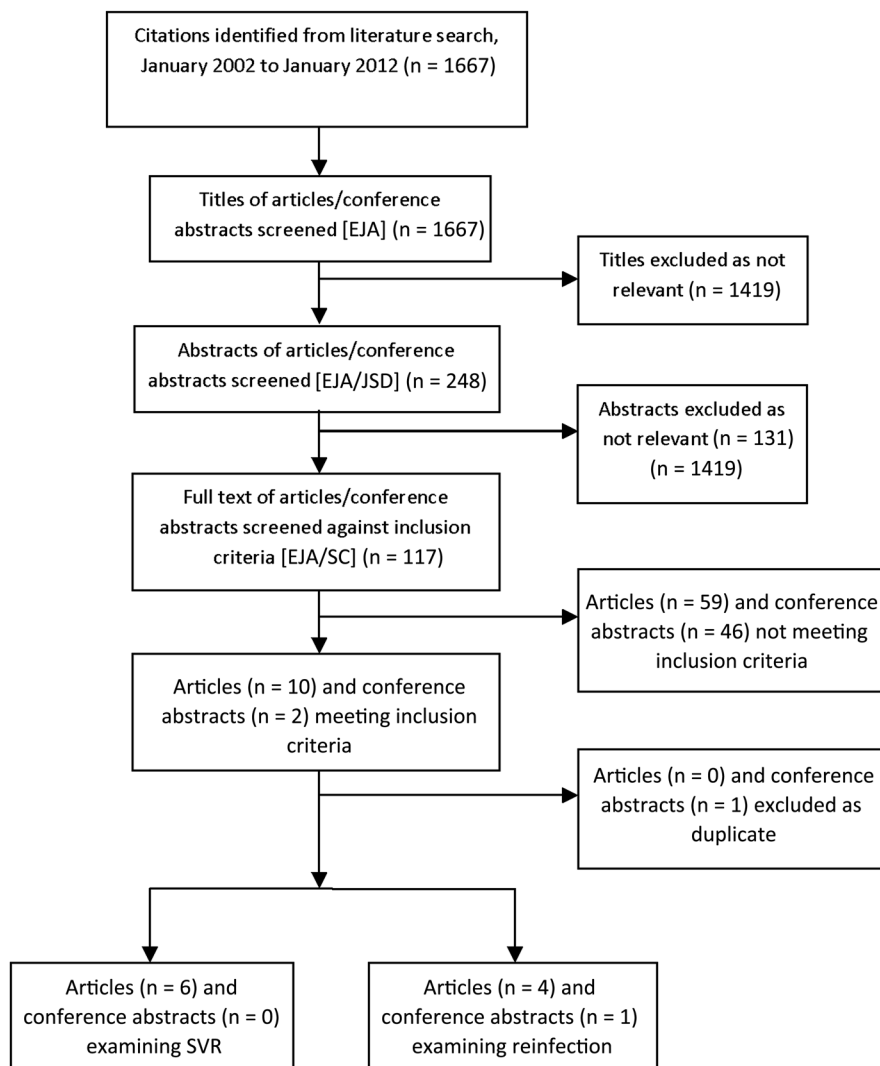 Citations identified from literature search,
January 2002 to January 2012 (n = 1667)
Titles of articles/conference
abstracts screened [EJA] (n = 1667)
Titles excluded as not
relevant (n = 1419)
Abstracts of articles/conference
abstracts screened [EJA/JSD] (n = 248)
Abstracts excluded as
not relevant (n = 131)
(n = 1419)
Full text of articles/conference
abstracts screened against inclusion
criteria [EJA/SC] (n = 117)
Articles (n = 59) and conference
abstracts (n = 46) not meeting
inclusion criteria
Articles (n = 10) and conference
abstracts (n = 2) meeting inclusion
criteria
Articles (n = 0) and conference
abstracts (n = 1) excluded as
duplicate
Articles (n = 6) and
conference abstracts (n = 0)
examining SVR
Articles (n = 4) and
conference abstracts (n = 1)
examining reinfection